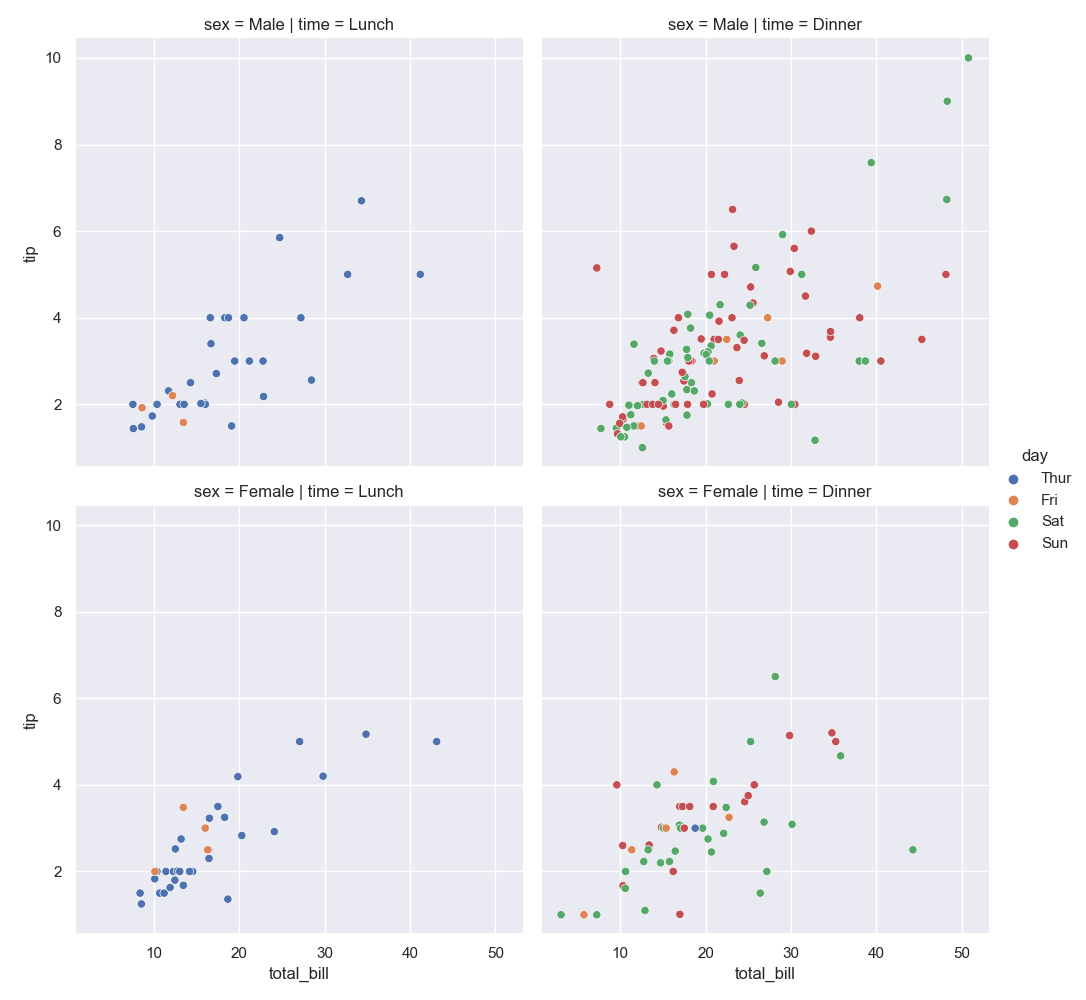 sex = Male | time = Lunch
sex = Male | time = Dinner
10
8
6
4
2
tip
sex = Female | time = Lunch
sex = Female | time = Dinner
10
8
6
4
2
tip
10 20 30 40 50
total_bill
10 20 30 40 50
total_bill
day
Thur
Fri
Sat
Sun